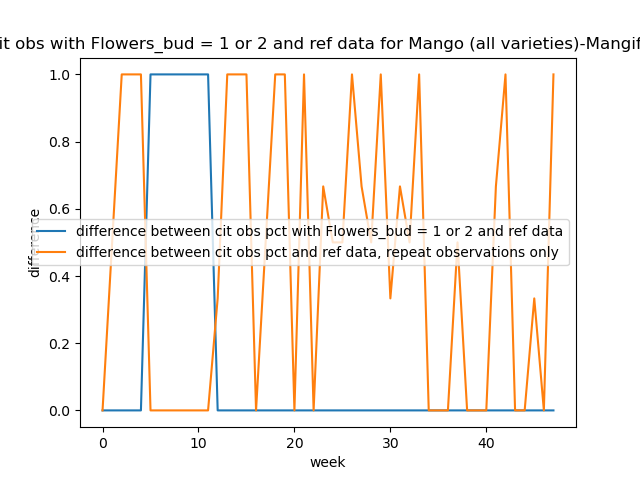 it obs with Flowers_bud = 1 or 2 and ref data for Mango (all varieties)-Mangif
1.0
0.8
0.6
0.4
0.2
0.0
difference
difference between cit obs pct with Flowers_bud = 1 or 2 and ref data
difference between cit obs pct and ref data, repeat observations only
0 10 20 30 40
week